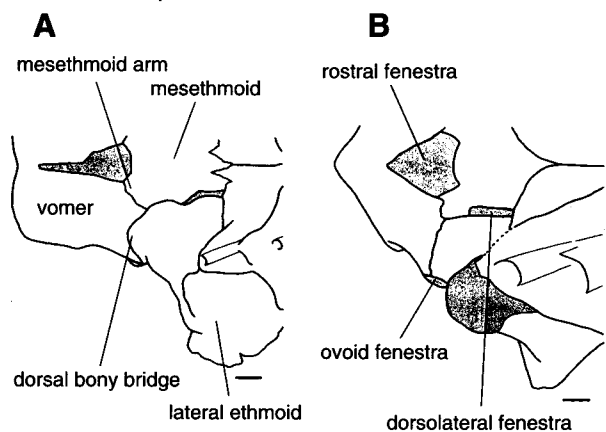 A
B
mesethmoid arm
mesethmoid
rostral fenestra
vomer
dorsal bony bridge
lateral ethmoid
ovoid fenestra
dorsolateral fenestra